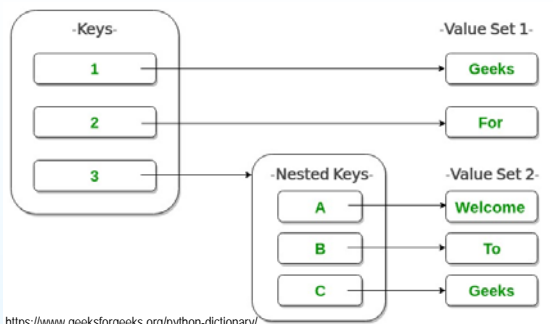 -Keys-
-Value Set 1-
1
Geeks
2
For
3
-Nested Keys-
-Value Set 2-
A
Welcome
B
To
C
Geeks
https://www.geeksforgeeks.org/python-dictionary/